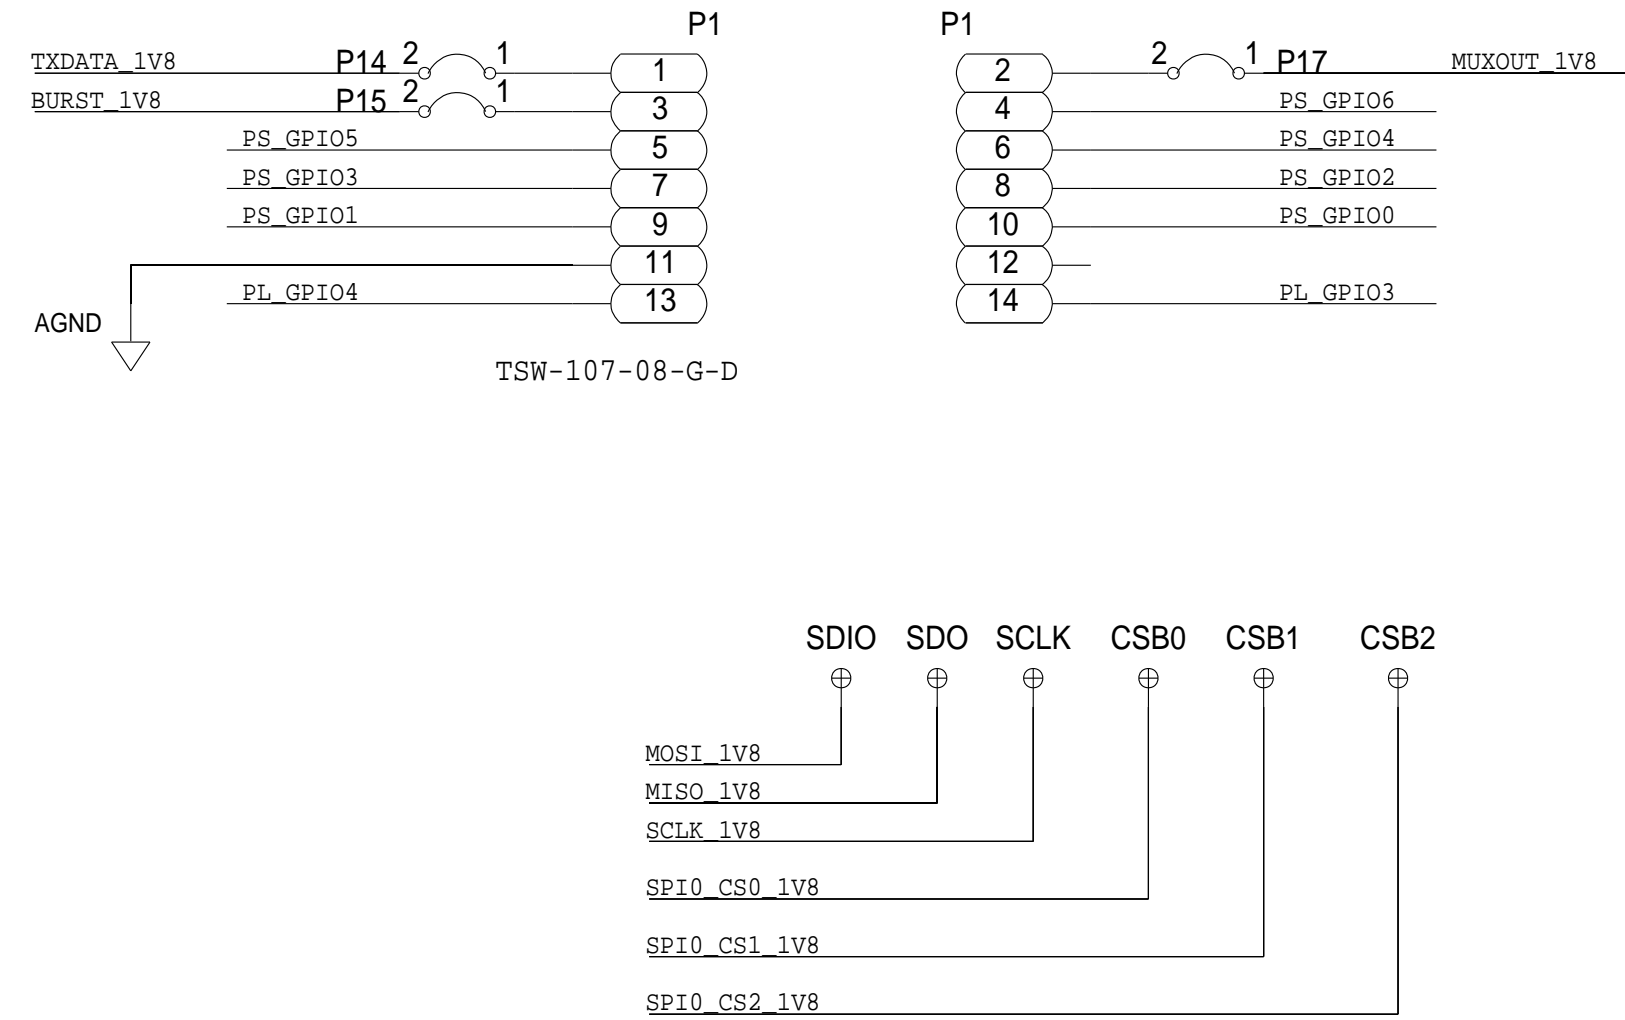 P1 P1
TXDATA_1V8 P14 2 1 1 2 2 1 P17 MUXOUT_1V8
BURST_1V8 P15 2 1 3 4 PS_GPIO6
PS_GPIO5 5 6 PS_GPIO4
PS_GPIO3 7 8 PS_GPIO2
PS_GPIO1 9 10 PS_GPIO0
11 12
PL_GPIO4 13 14 PL_GPIO3
AGND
TSW-107-08-G-D
SDIO SDO SCLK CSB0 CSB1 CSB2
MOSI_1V8
MISO_1V8
SCLK_1V8
SPI0_CS0_1V8
SPI0_CS1_1V8
SPI0_CS2_1V8